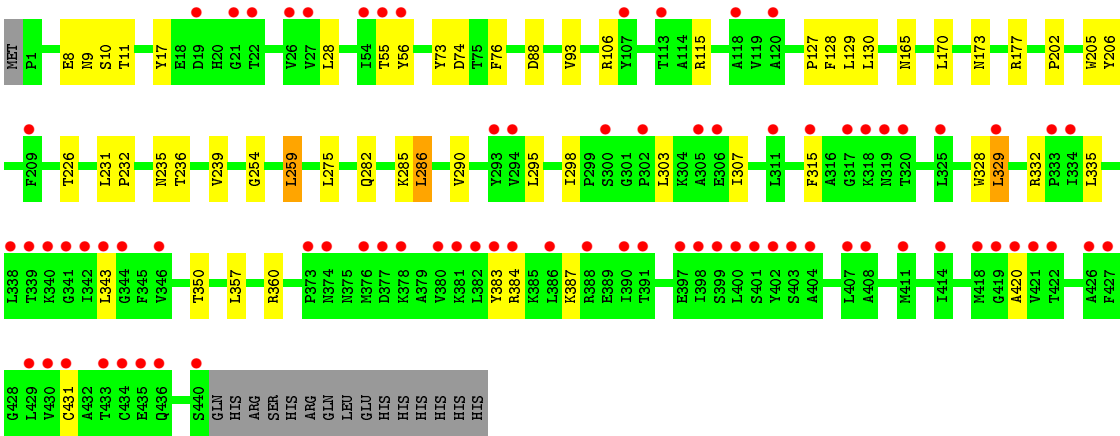 MET P1 E8 N9 S10 T11 Y17 E18 D19 H20 G21 T22 V26 V27 L28 I54 T55 Y56 Y73 D74 T75 F76 D88 V93 R106 Y107 T113 A114 R115 A118 V119 A120 P127 F128 L129 L130 N165 L170 N173 R177 P202 W205 Y206
F209 T226 L231 P232 N235 T236 V239 G254 L259 L275 Q282 K285 L286 V290 Y293 V294 L295 I298 P299 S300 G301 P302 L303 K304 A305 E306 I307 L311 F315 A316 G317 K318 N319 T320 L325 W328 L329 R332 P333 I334 L335
L338 T339 K340 G341 I342 L343 G344 F345 V346 T350 L357 R360 P373 N374 N375 M376 D377 K378 A379 V380 K381 L382 Y383 R384 K385 L386 K387 R388 E389 I390 T391 E397 I398 S399 L400 S401 Y402 S403 A404 L407 A408 M411 I414 M418 G419 A420 V421 T422 A426 F427
G428 L429 V430 C431 A432 T433 C434 E435 Q436 S440 GLN HIS ARG SER HIS ARG GLN LEU GLU HIS HIS HIS HIS HIS HIS